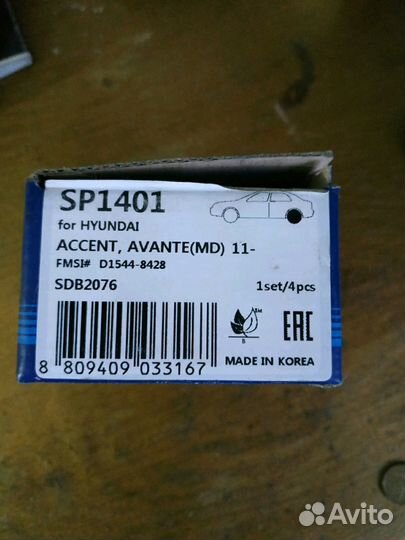 SP1401
for HYUNDAI
ACCENT, AVANTE(MD) 11-
FMSI# D1544-8428
SDB2076 1set/4pcs
B
EAC
MADE IN KOREA
8 809409 033167
Avito